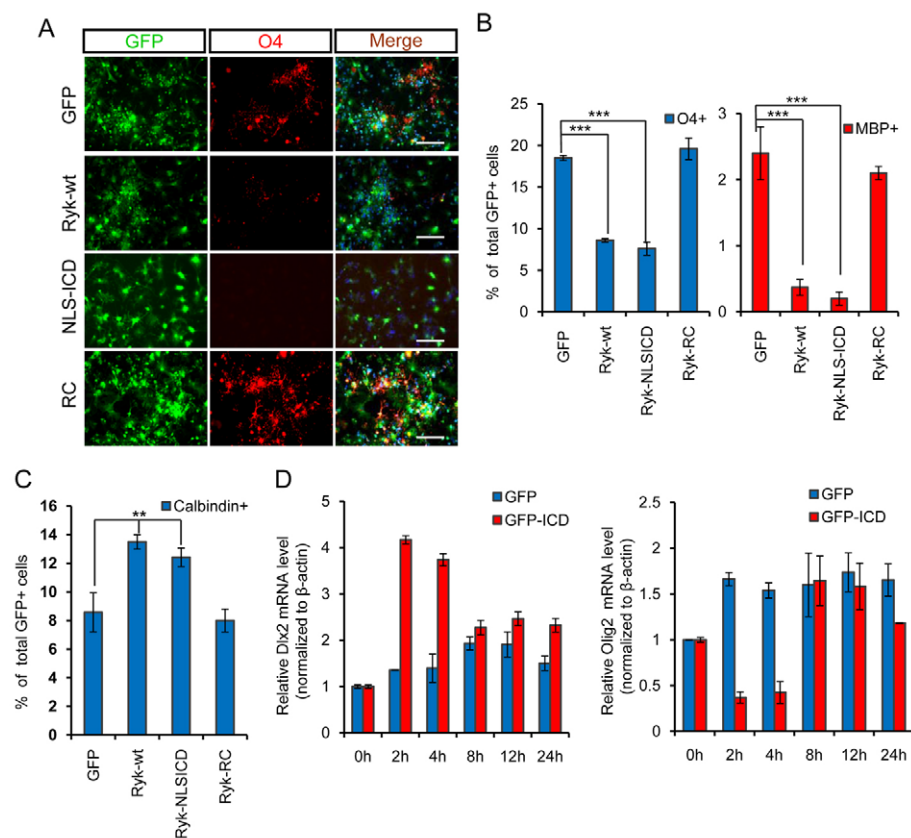 A
GFP O4 Merge
GFP
Ryk-wt
NLS-ICD
RC
B
% of total GFP+ cells
25
20
15
10
5
0
***
***
O4+
GFP
Ryk-wt
Ryk-NLSICD
Ryk-RC
3
2
1
0
***
***
MBP+
GFP
Ryk-wt
Ryk-NLS-ICD
Ryk-RC
C
% of total GFP+ cells
16
14
12
10
8
6
4
2
0
**
Calbindin+
GFP
Ryk-wt
Ryk-NLSICD
Ryk-RC
D
Relative Dlx2 mRNA level
(normalized to β-actin)
5
4
3
2
1
0
GFP
GFP-ICD
0h 2h 4h 8h 12h 24h
Relative Olig2 mRNA level
(normalized to β-actin)
2.5
2
1.5
1
0.5
0
GFP
GFP-ICD
0h 2h 4h 8h 12h 24h